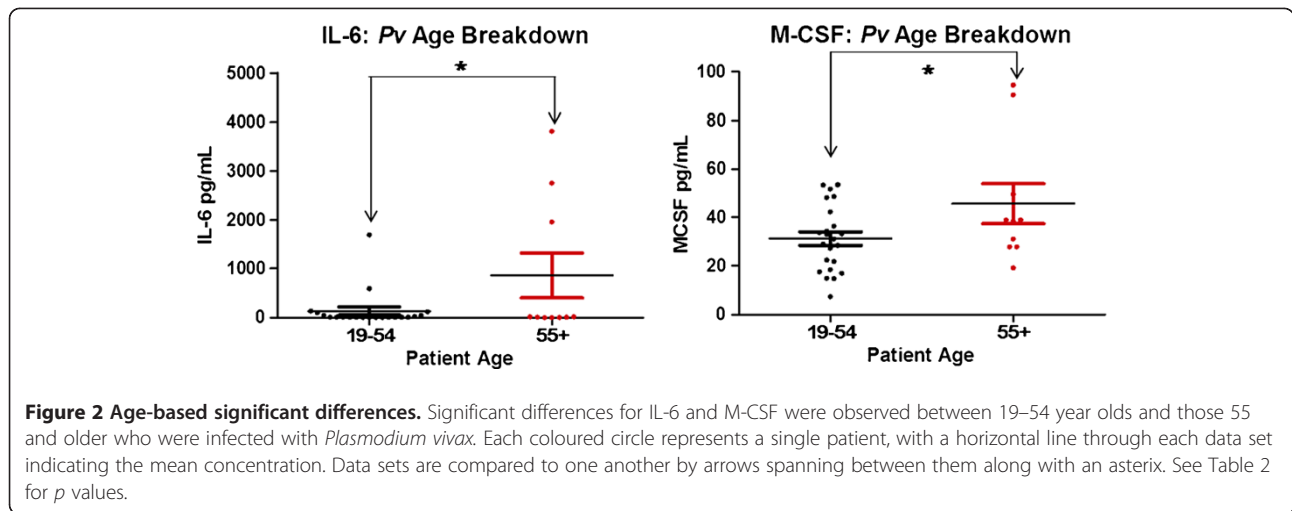 IL-6: Pv Age Breakdown
*
5000
4000
3000
2000
1000
0
IL-6 pg/mL
19-54
55+
Patient Age
M-CSF: Pv Age Breakdown
*
100
80
60
40
20
0
MCSF pg/mL
19-54
55+
Patient Age
Figure 2 Age-based significant differences. Significant differences for IL-6 and M-CSF were observed between 19–54 year olds and those 55
and older who were infected with Plasmodium vivax. Each coloured circle represents a single patient, with a horizontal line through each data set
indicating the mean concentration. Data sets are compared to one another by arrows spanning between them along with an asterix. See Table 2
for p values.